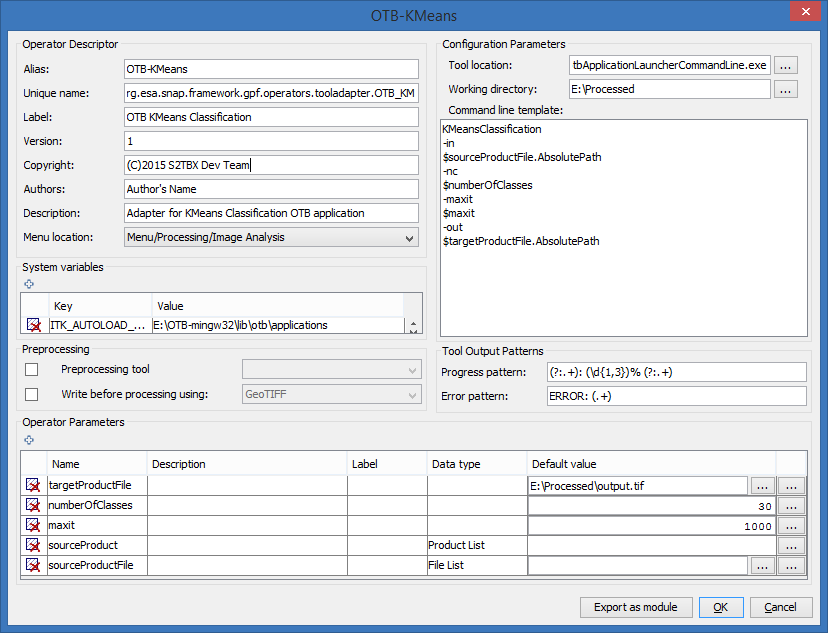 OTB-KMeans
Operator Descriptor
Alias: OTB-KMeans
Unique name: rg.esa.snap.framework.gpf.operators.tooladapter.OTB_KM
Label: OTB KMeans Classification
Version: 1
Copyright: (C)2015 S2TBX Dev Team
Authors: Author's Name
Description: Adapter for KMeans Classification OTB application
Menu location: Menu/Processing/Image Analysis
System variables
Key Value
ITK_AUTOLOAD_... E:\OTB-mingw32\lib\otb\applications
Preprocessing
Preprocessing tool
Write before processing using: GeoTIFF
Configuration Parameters
Tool location: tbApplicationLauncherCommandLine.exe ...
Working directory: E:\Processed ...
Command line template:
KMeansClassification
-in
$sourceProductFile.AbsolutePath
-nc
$numberOfClasses
-maxit
$maxit
-out
$targetProductFile.AbsolutePath
Tool Output Patterns
Progress pattern: (?:.+): (\d{1,3})% (?:.+)
Error pattern: ERROR: (.+)
Operator Parameters
Name Description Label Data type Default value
targetProductFile E:\Processed\output.tif ... ...
numberOfClasses 30 ...
maxit 1000 ...
sourceProduct Product List ...
sourceProductFile File List ... ...
Export as module OK Cancel